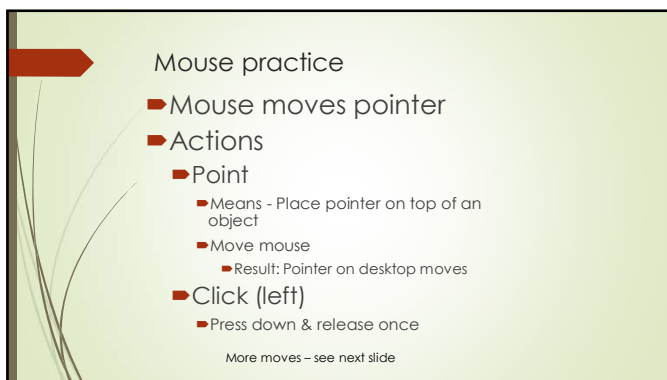 Mouse practice
Mouse moves pointer
Actions
Point
Means - Place pointer on top of an
object
Move mouse
Result: Pointer on desktop moves
Click (left)
Press down & release once
More moves – see next slide